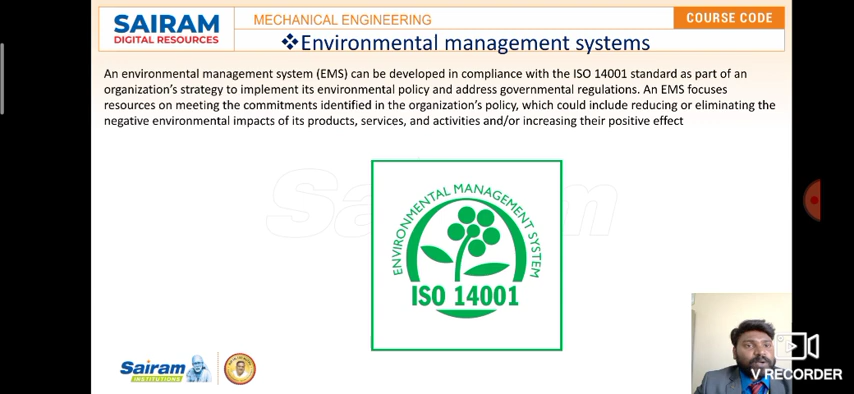 SAIRAM
DIGITAL RESOURCES
MECHANICAL ENGINEERING
COURSE CODE
❖Environmental management systems
An environmental management system (EMS) can be developed in compliance with the ISO 14001 standard as part of an
organization's strategy to implement its environmental policy and address governmental regulations. An EMS focuses
resources on meeting the commitments identified in the organization's policy, which could include reducing or eliminating the
negative environmental impacts of its products, services, and activities and/or increasing their positive effect
Sairam
ENVIRONMENTAL MANAGEMENT SYSTEM
ISO 14001
Sairam
INSTITUTIONS
V RECORDER